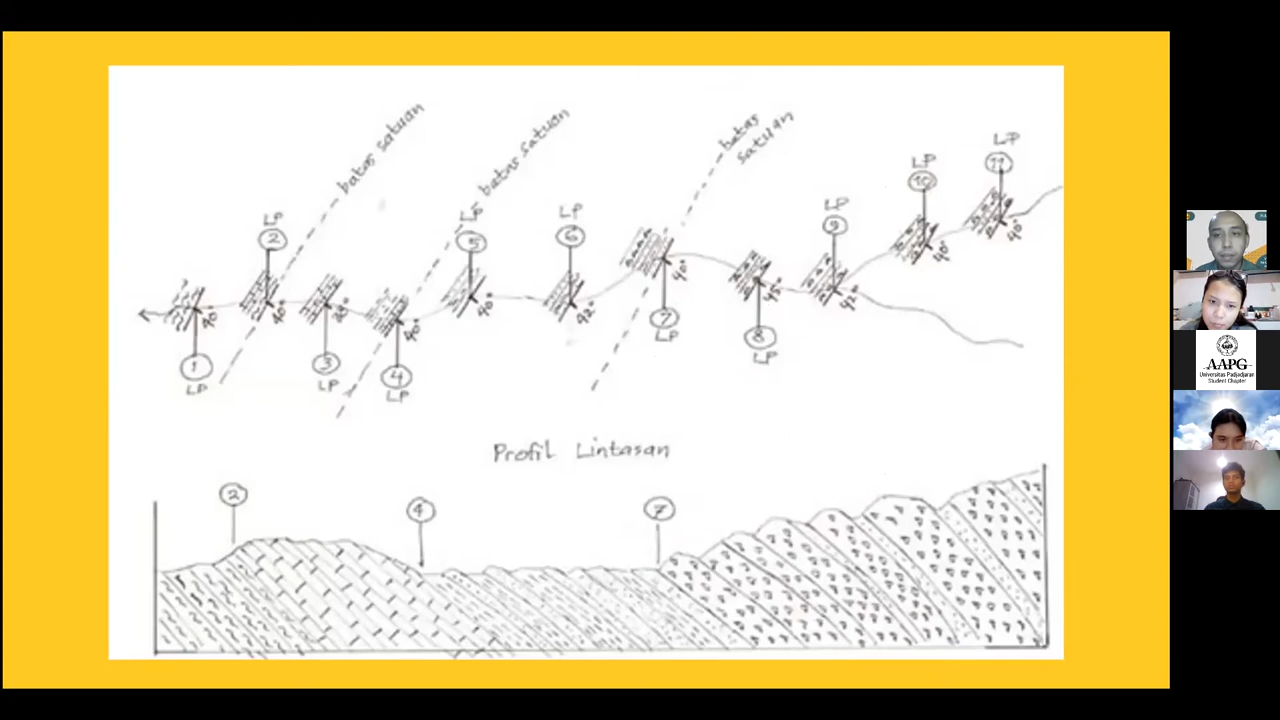 batas satuan
batas satuan
batas
satuan
LP
11
LP
10
LP
2
LP
5
LP
6
LP
9
40°
40°
40°
40°
42°
40°
45°
42°
40°
40°
1
LP
3
LP
4
LP
7
LP
8
LP
Profil Lintasan
2
4
7
AAPG
Universitas Padjadjaran
Student Chapter